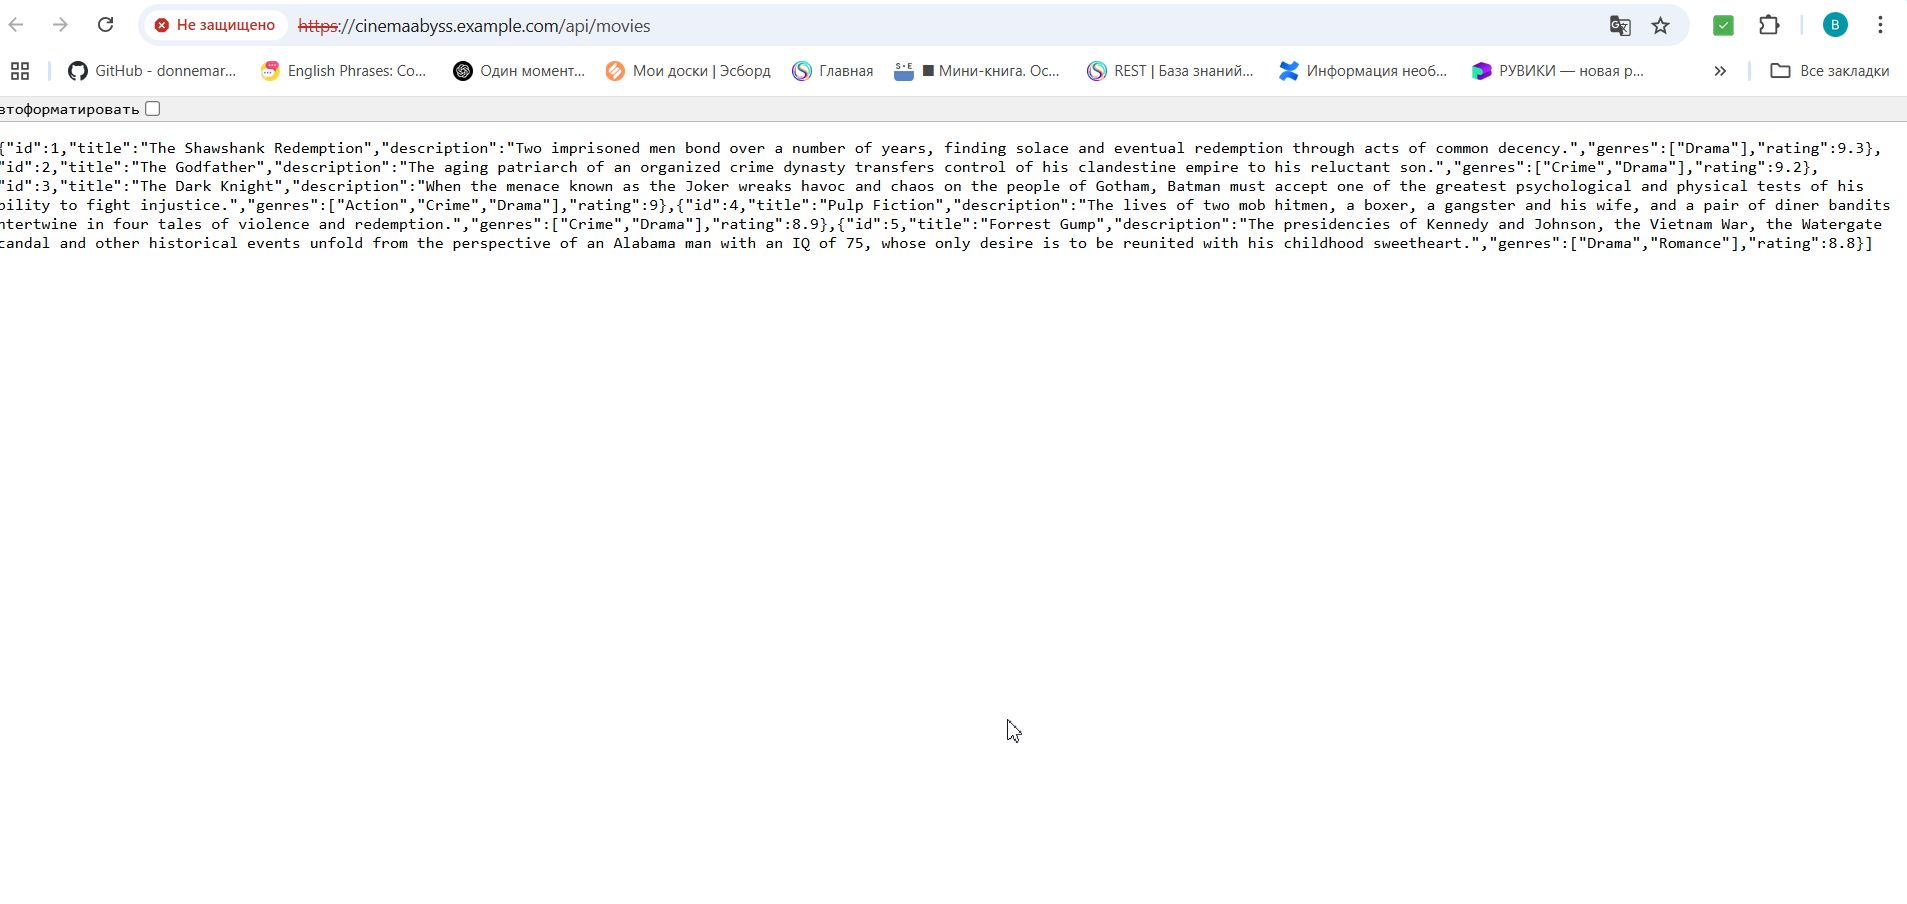 Не защищено https://cinemaabyss.example.com/api/movies B
GitHub - donnemar... English Phrases: Co... Один момент... Мои доски | Эсборд Главная S·E Мини-книга. Ос... REST | База знаний... Информация необ... РУВИКИ — новая р... » Все закладки
втоформатировать
{"id":1,"title":"The Shawshank Redemption","description":"Two imprisoned men bond over a number of years, finding solace and eventual redemption through acts of common decency.","genres":["Drama"],"rating":9.3},
"id":2,"title":"The Godfather","description":"The aging patriarch of an organized crime dynasty transfers control of his clandestine empire to his reluctant son.","genres":["Crime","Drama"],"rating":9.2},
"id":3,"title":"The Dark Knight","description":"When the menace known as the Joker wreaks havoc and chaos on the people of Gotham, Batman must accept one of the greatest psychological and physical tests of his
bility to fight injustice.","genres":["Action","Crime","Drama"],"rating":9},{"id":4,"title":"Pulp Fiction","description":"The lives of two mob hitmen, a boxer, a gangster and his wife, and a pair of diner bandits
ntertwine in four tales of violence and redemption.","genres":["Crime","Drama"],"rating":8.9},{"id":5,"title":"Forrest Gump","description":"The presidencies of Kennedy and Johnson, the Vietnam War, the Watergate
candal and other historical events unfold from the perspective of an Alabama man with an IQ of 75, whose only desire is to be reunited with his childhood sweetheart.","genres":["Drama","Romance"],"rating":8.8}]